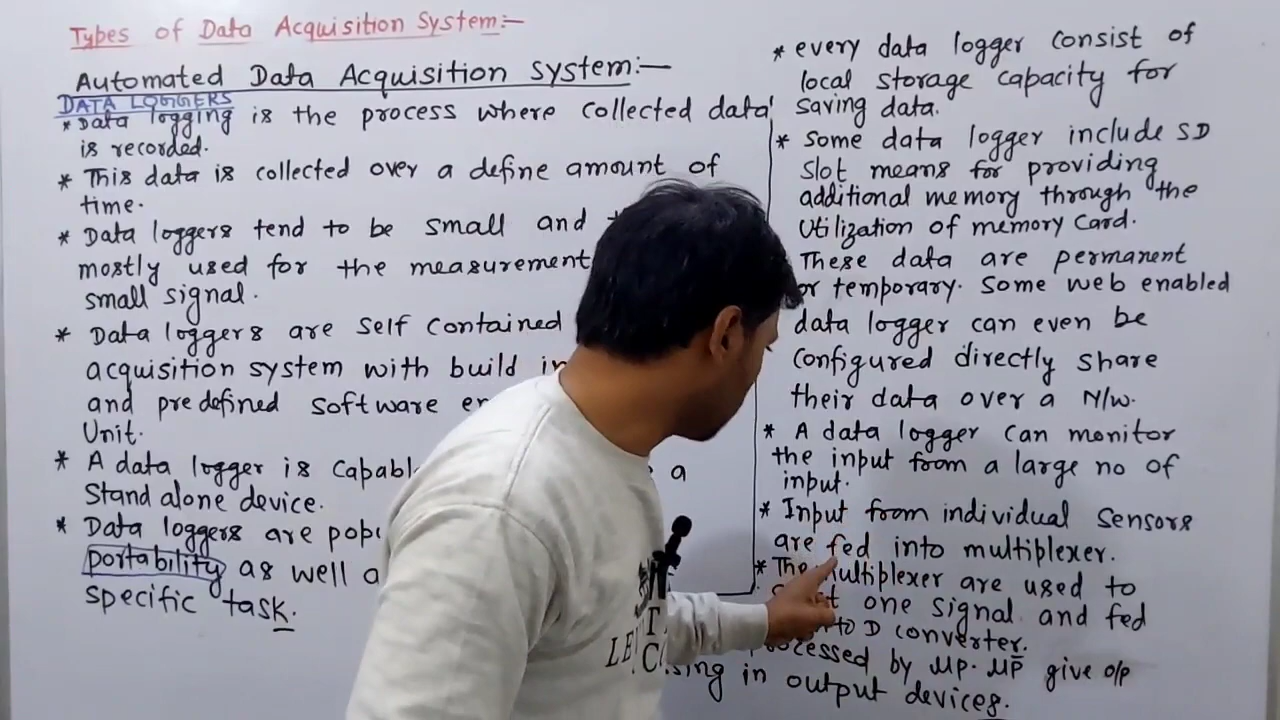 Types of Data Acquisition System:-
Automated Data Acquisition system:-
DATA LOGGERS
* Data logging is the process where collected data
is recorded.
* This data is collected over a define amount of
time.
* Data loggers tend to be small and
mostly used for the measurement
small signal.
* Data loggers are self contained
acquisition system with build in
and predefined software
Unit.
* A data logger is a
Stand alone device.
* Data loggers are
portability as well
specific task.
* every data logger consist of
local storage capacity for
saving data.
* Some data logger include SD
Slot means for providing
additional memory through the
Utilization of memory Card.
These data are permanent
or temporary. Some web enabled
data logger can even be
configured directly share
their data over a N/w.
* A data logger can monitor
the input from a large no of
input.
* Input from individual sensors
are fed into multiplexer.
* The multiplexer are used to
one signal and fed
to D converter.
by μp. μP give o/p
in output devices.
LE T
C